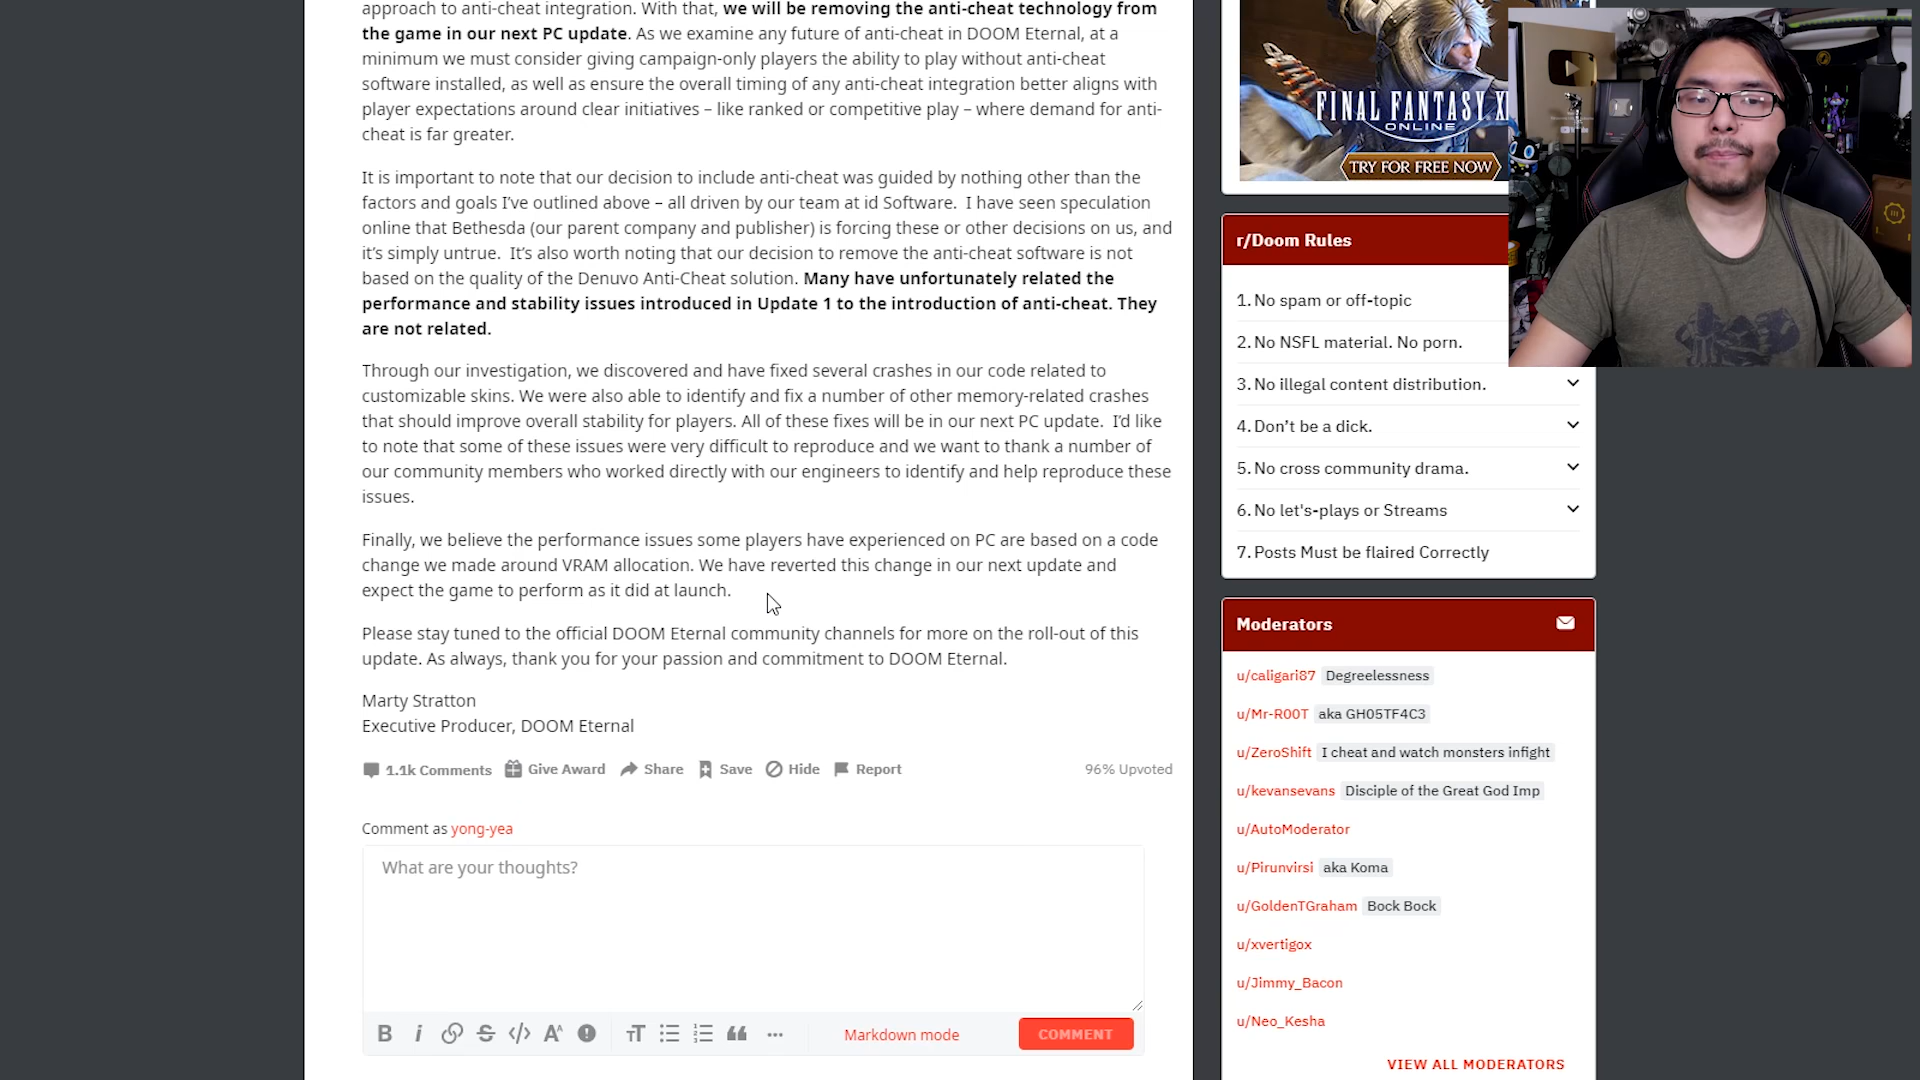 approach to anti-cheat integration. With that, we will be removing the anti-cheat technology from
the game in our next PC update. As we examine any future of anti-cheat in DOOM Eternal, at a
minimum we must consider giving campaign-only players the ability to play without anti-cheat
software installed, as well as ensure the overall timing of any anti-cheat integration better aligns with
player expectations around clear initiatives – like ranked or competitive play – where demand for anti-
cheat is far greater.
It is important to note that our decision to include anti-cheat was guided by nothing other than the
factors and goals I’ve outlined above – all driven by our team at id Software.  I have seen speculation
online that Bethesda (our parent company and publisher) is forcing these or other decisions on us, and
it’s simply untrue.  It’s also worth noting that our decision to remove the anti-cheat software is not
based on the quality of the Denuvo Anti-Cheat solution. Many have unfortunately related the
performance and stability issues introduced in Update 1 to the introduction of anti-cheat. They
are not related.
Through our investigation, we discovered and have fixed several crashes in our code related to
customizable skins. We were also able to identify and fix a number of other memory-related crashes
that should improve overall stability for players. All of these fixes will be in our next PC update.  I’d like
to note that some of these issues were very difficult to reproduce and we want to thank a number of
our community members who worked directly with our engineers to identify and help reproduce these
issues.
Finally, we believe the performance issues some players have experienced on PC are based on a code
change we made around VRAM allocation. We have reverted this change in our next update and
expect the game to perform as it did at launch.
Please stay tuned to the official DOOM Eternal community channels for more on the roll-out of this
update. As always, thank you for your passion and commitment to DOOM Eternal.
Marty Stratton
Executive Producer, DOOM Eternal
1.1k Comments Give Award Share Save Hide Report 96% Upvoted
Comment as yong-yea
What are your thoughts?
Markdown mode COMMENT
FINAL FANTASY XI
ONLINE
TRY FOR FREE NOW
r/Doom Rules
1. No spam or off-topic
2. No NSFL material. No porn.
3. No illegal content distribution.
4. Don’t be a dick.
5. No cross community drama.
6. No let's-plays or Streams
7. Posts Must be flaired Correctly
Moderators
u/caligari87 Degreelessness
u/Mr-R00T aka GH05TF4C3
u/ZeroShift I cheat and watch monsters infight
u/kevansevans Disciple of the Great God Imp
u/AutoModerator
u/Pirunvirsi aka Koma
u/GoldenTGraham Bock Bock
u/xvertigox
u/Jimmy_Bacon
u/Neo_Kesha
VIEW ALL MODERATORS